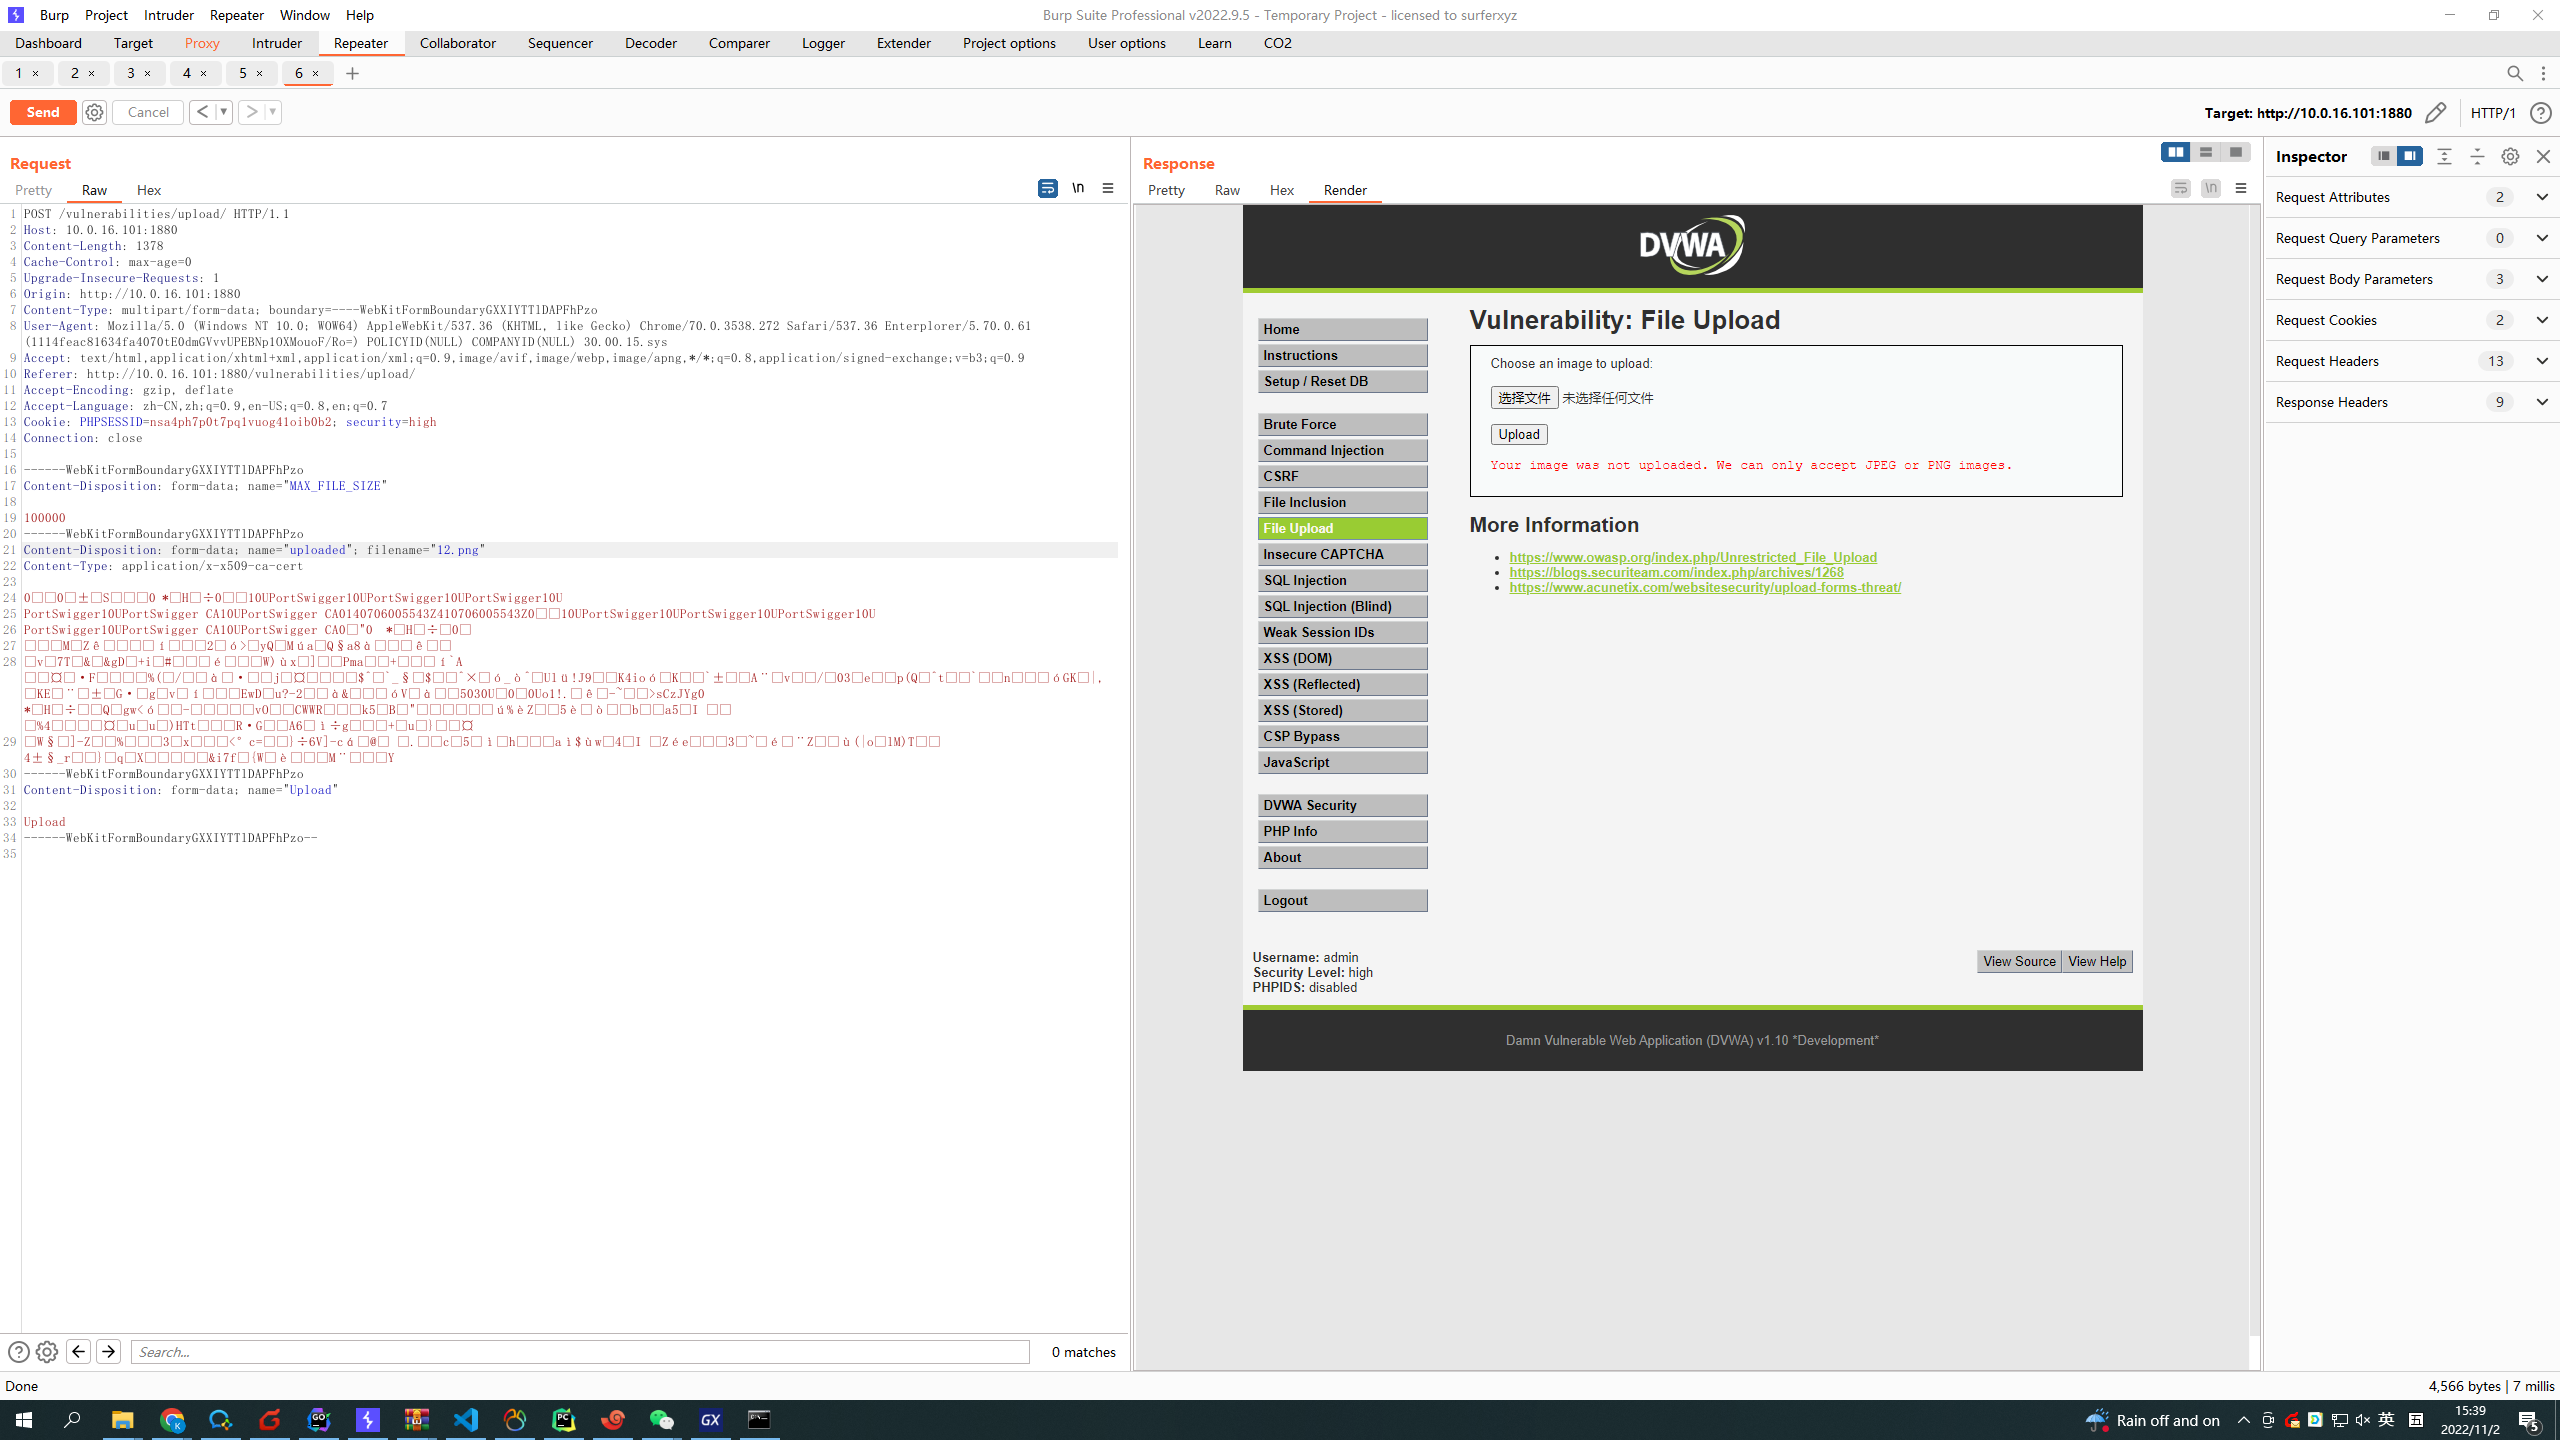 Burp Project Intruder Repeater Window Help
Burp Suite Professional v2022.9.5 - Temporary Project - licensed to surferxyz
Dashboard Target Proxy Intruder Repeater Collaborator Sequencer Decoder Comparer Logger Extender Project options User options Learn CO2
1 × 2 × 3 × 4 × 5 × 6 ×
Send Cancel
Target: http://10.0.16.101:1880 HTTP/1
Request
Pretty Raw Hex
\n
1 POST /vulnerabilities/upload/ HTTP/1.1
2 Host: 10.0.16.101:1880
3 Content-Length: 1378
4 Cache-Control: max-age=0
5 Upgrade-Insecure-Requests: 1
6 Origin: http://10.0.16.101:1880
7 Content-Type: multipart/form-data; boundary=----WebKitFormBoundaryGXXIYTTlDAPFhPzo
8 User-Agent: Mozilla/5.0 (Windows NT 10.0; WOW64) AppleWebKit/537.36 (KHTML, like Gecko) Chrome/70.0.3538.272 Safari/537.36 Enterplorer/5.70.0.61
(1114feac81634fa4070tE0dmGVvvUPEBNp1OXMouoF/Ro=) POLICYID(NULL) COMPANYID(NULL) 30.00.15.sys
9 Accept: text/html,application/xhtml+xml,application/xml;q=0.9,image/avif,image/webp,image/apng,*/*;q=0.8,application/signed-exchange;v=b3;q=0.9
10 Referer: http://10.0.16.101:1880/vulnerabilities/upload/
11 Accept-Encoding: gzip, deflate
12 Accept-Language: zh-CN,zh;q=0.9,en-US;q=0.8,en;q=0.7
13 Cookie: PHPSESSID=nsa4ph7p0t7pq1vuog41oib0b2; security=high
14 Connection: close
15
16 ------WebKitFormBoundaryGXXIYTTlDAPFhPzo
17 Content-Disposition: form-data; name="MAX_FILE_SIZE"
18
19 100000
20 ------WebKitFormBoundaryGXXIYTTlDAPFhPzo
21 Content-Disposition: form-data; name="uploaded"; filename="12.png"
22 Content-Type: application/x-x509-ca-cert
23
24
25 PortSwigger10UPortSwigger CA10UPortSwigger CA0140706005543Z410706005543Z0
26 PortSwigger10UPortSwigger CA10UPortSwigger CA0
27
28
29
30 ------WebKitFormBoundaryGXXIYTTlDAPFhPzo
31 Content-Disposition: form-data; name="Upload"
32
33 Upload
34 ------WebKitFormBoundaryGXXIYTTlDAPFhPzo--
35
Search... 0 matches
Response
Pretty Raw Hex Render
\n
DVWA
Home
Instructions
Setup / Reset DB
Brute Force
Command Injection
CSRF
File Inclusion
File Upload
Insecure CAPTCHA
SQL Injection
SQL Injection (Blind)
Weak Session IDs
XSS (DOM)
XSS (Reflected)
XSS (Stored)
CSP Bypass
JavaScript
DVWA Security
PHP Info
About
Logout
Vulnerability: File Upload
Choose an image to upload:
选择文件 未选择任何文件
Upload
Your image was not uploaded. We can only accept JPEG or PNG images.
More Information
• https://www.owasp.org/index.php/Unrestricted_File_Upload
• https://blogs.securiteam.com/index.php/archives/1268
• https://www.acunetix.com/websitesecurity/upload-forms-threat/
Username: admin
Security Level: high
PHPIDS: disabled
View Source View Help
Damn Vulnerable Web Application (DVWA) v1.10 *Development*
Inspector
Request Attributes 2
Request Query Parameters 0
Request Body Parameters 3
Request Cookies 2
Request Headers 13
Response Headers 9
Done
4,566 bytes | 7 millis
Rain off and on
英
五
15:39
2022/11/2
5